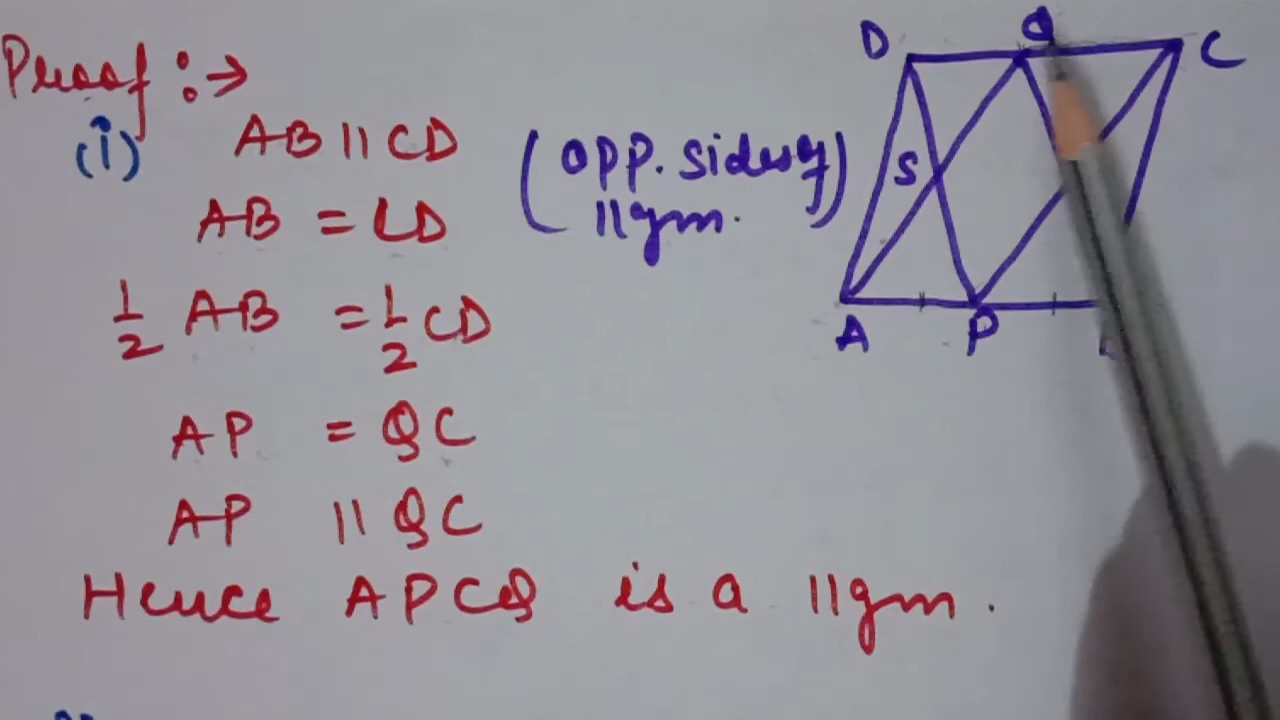 Proof :→
(i) AB || CD (opp. sides of
||gm.)
AB = CD
1/2 AB = 1/2 CD
AP = QC
AP || QC
Hence APCQ is a ||gm.
D Q C
S
A P